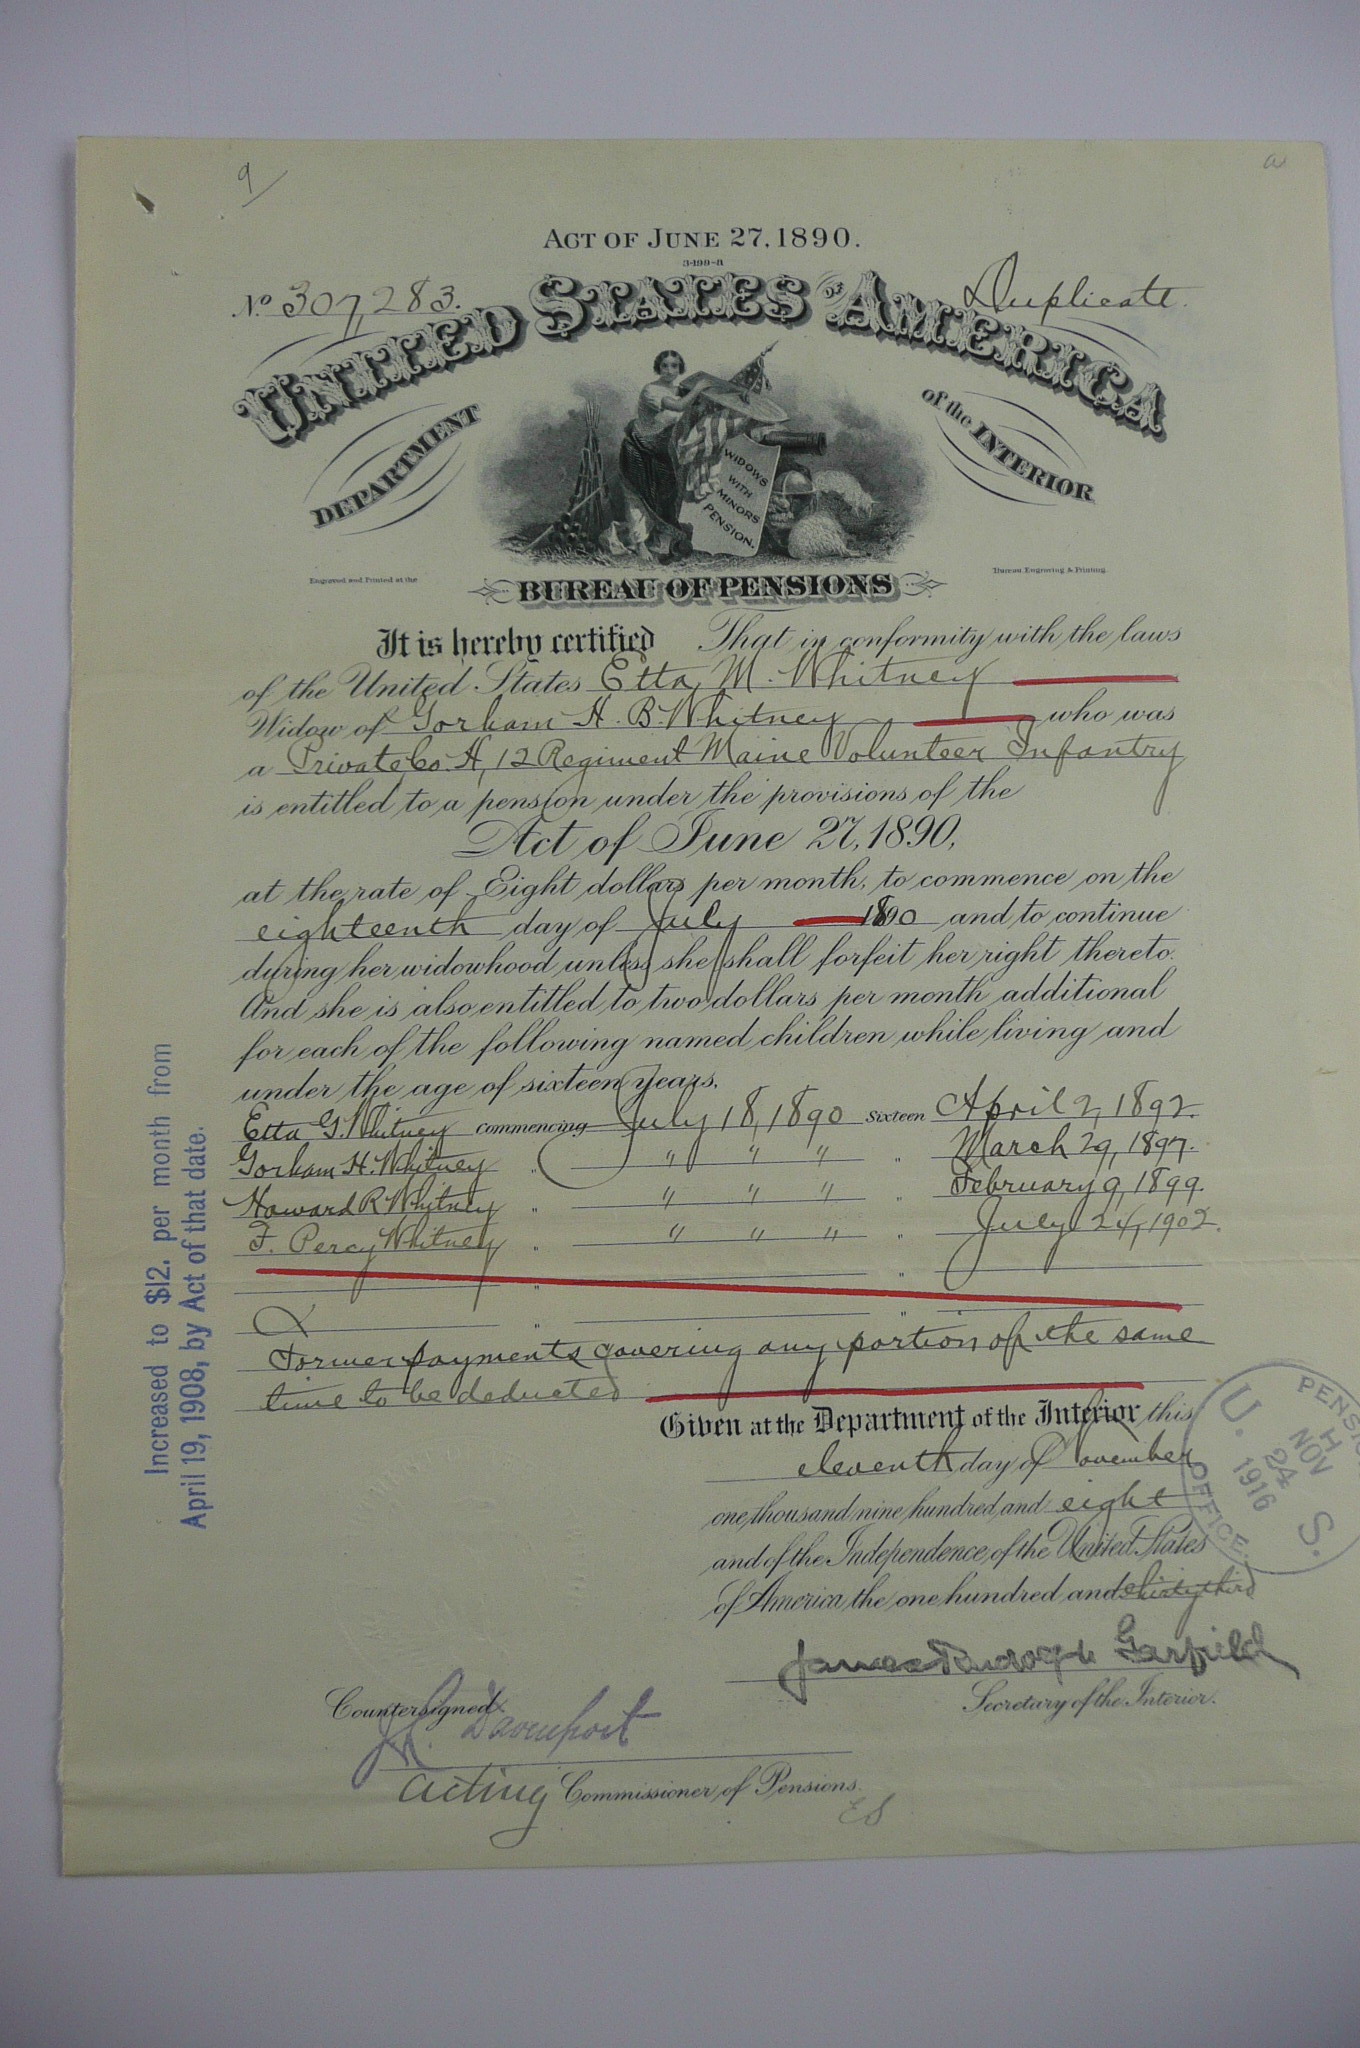 9/
a
ACT OF JUNE 27, 1890.
3-199-a
No. 307,283.
Duplicate.
UNITED STATES OF AMERICA
DEPARTMENT of the INTERIOR
WIDOWS
WITH
MINORS
PENSION.
Engraved and Printed at the
Bureau, Engraving & Printing.
BUREAU OF PENSIONS
It is hereby certified That in conformity with the laws
of the United States Etta M. Whitney
Widow of Gorham H. B. Whitney who was
a Private Co. H, 12 Regiment Maine Volunteer Infantry
is entitled to a pension under the provisions of the
Act of June 27, 1890,
at the rate of Eight dollars per month, to commence on the
eighteenth day of July 1890 and to continue
during her widowhood unless she shall forfeit her right thereto.
And she is also entitled to two dollars per month additional
for each of the following named children while living and
under the age of sixteen years.
Etta G. Whitney commencing July 18, 1890 Sixteen April 2, 1892.
Gorham H. Whitney " " " " " March 29, 1897.
Howard R Whitney " " " " " February 9, 1899.
F. Percy Whitney " " " " " July 24, 1902.
" "
" "
Former payments covering any portion of the same
time to be deducted
Given at the Department of the Interior this
eleventh day of November
one thousand nine hundred and eight
and of the Independence of the United States
of America the one hundred and thirty third
James Rudolph Garfield
Secretary of the Interior.
Countersigned,
J L Davenport
acting Commissioner of Pensions.
ES
Increased to $12. per month from
April 19, 1908, by Act of that date.
U. S.
PENSION
OFFICE.
H
NOV
24
1916